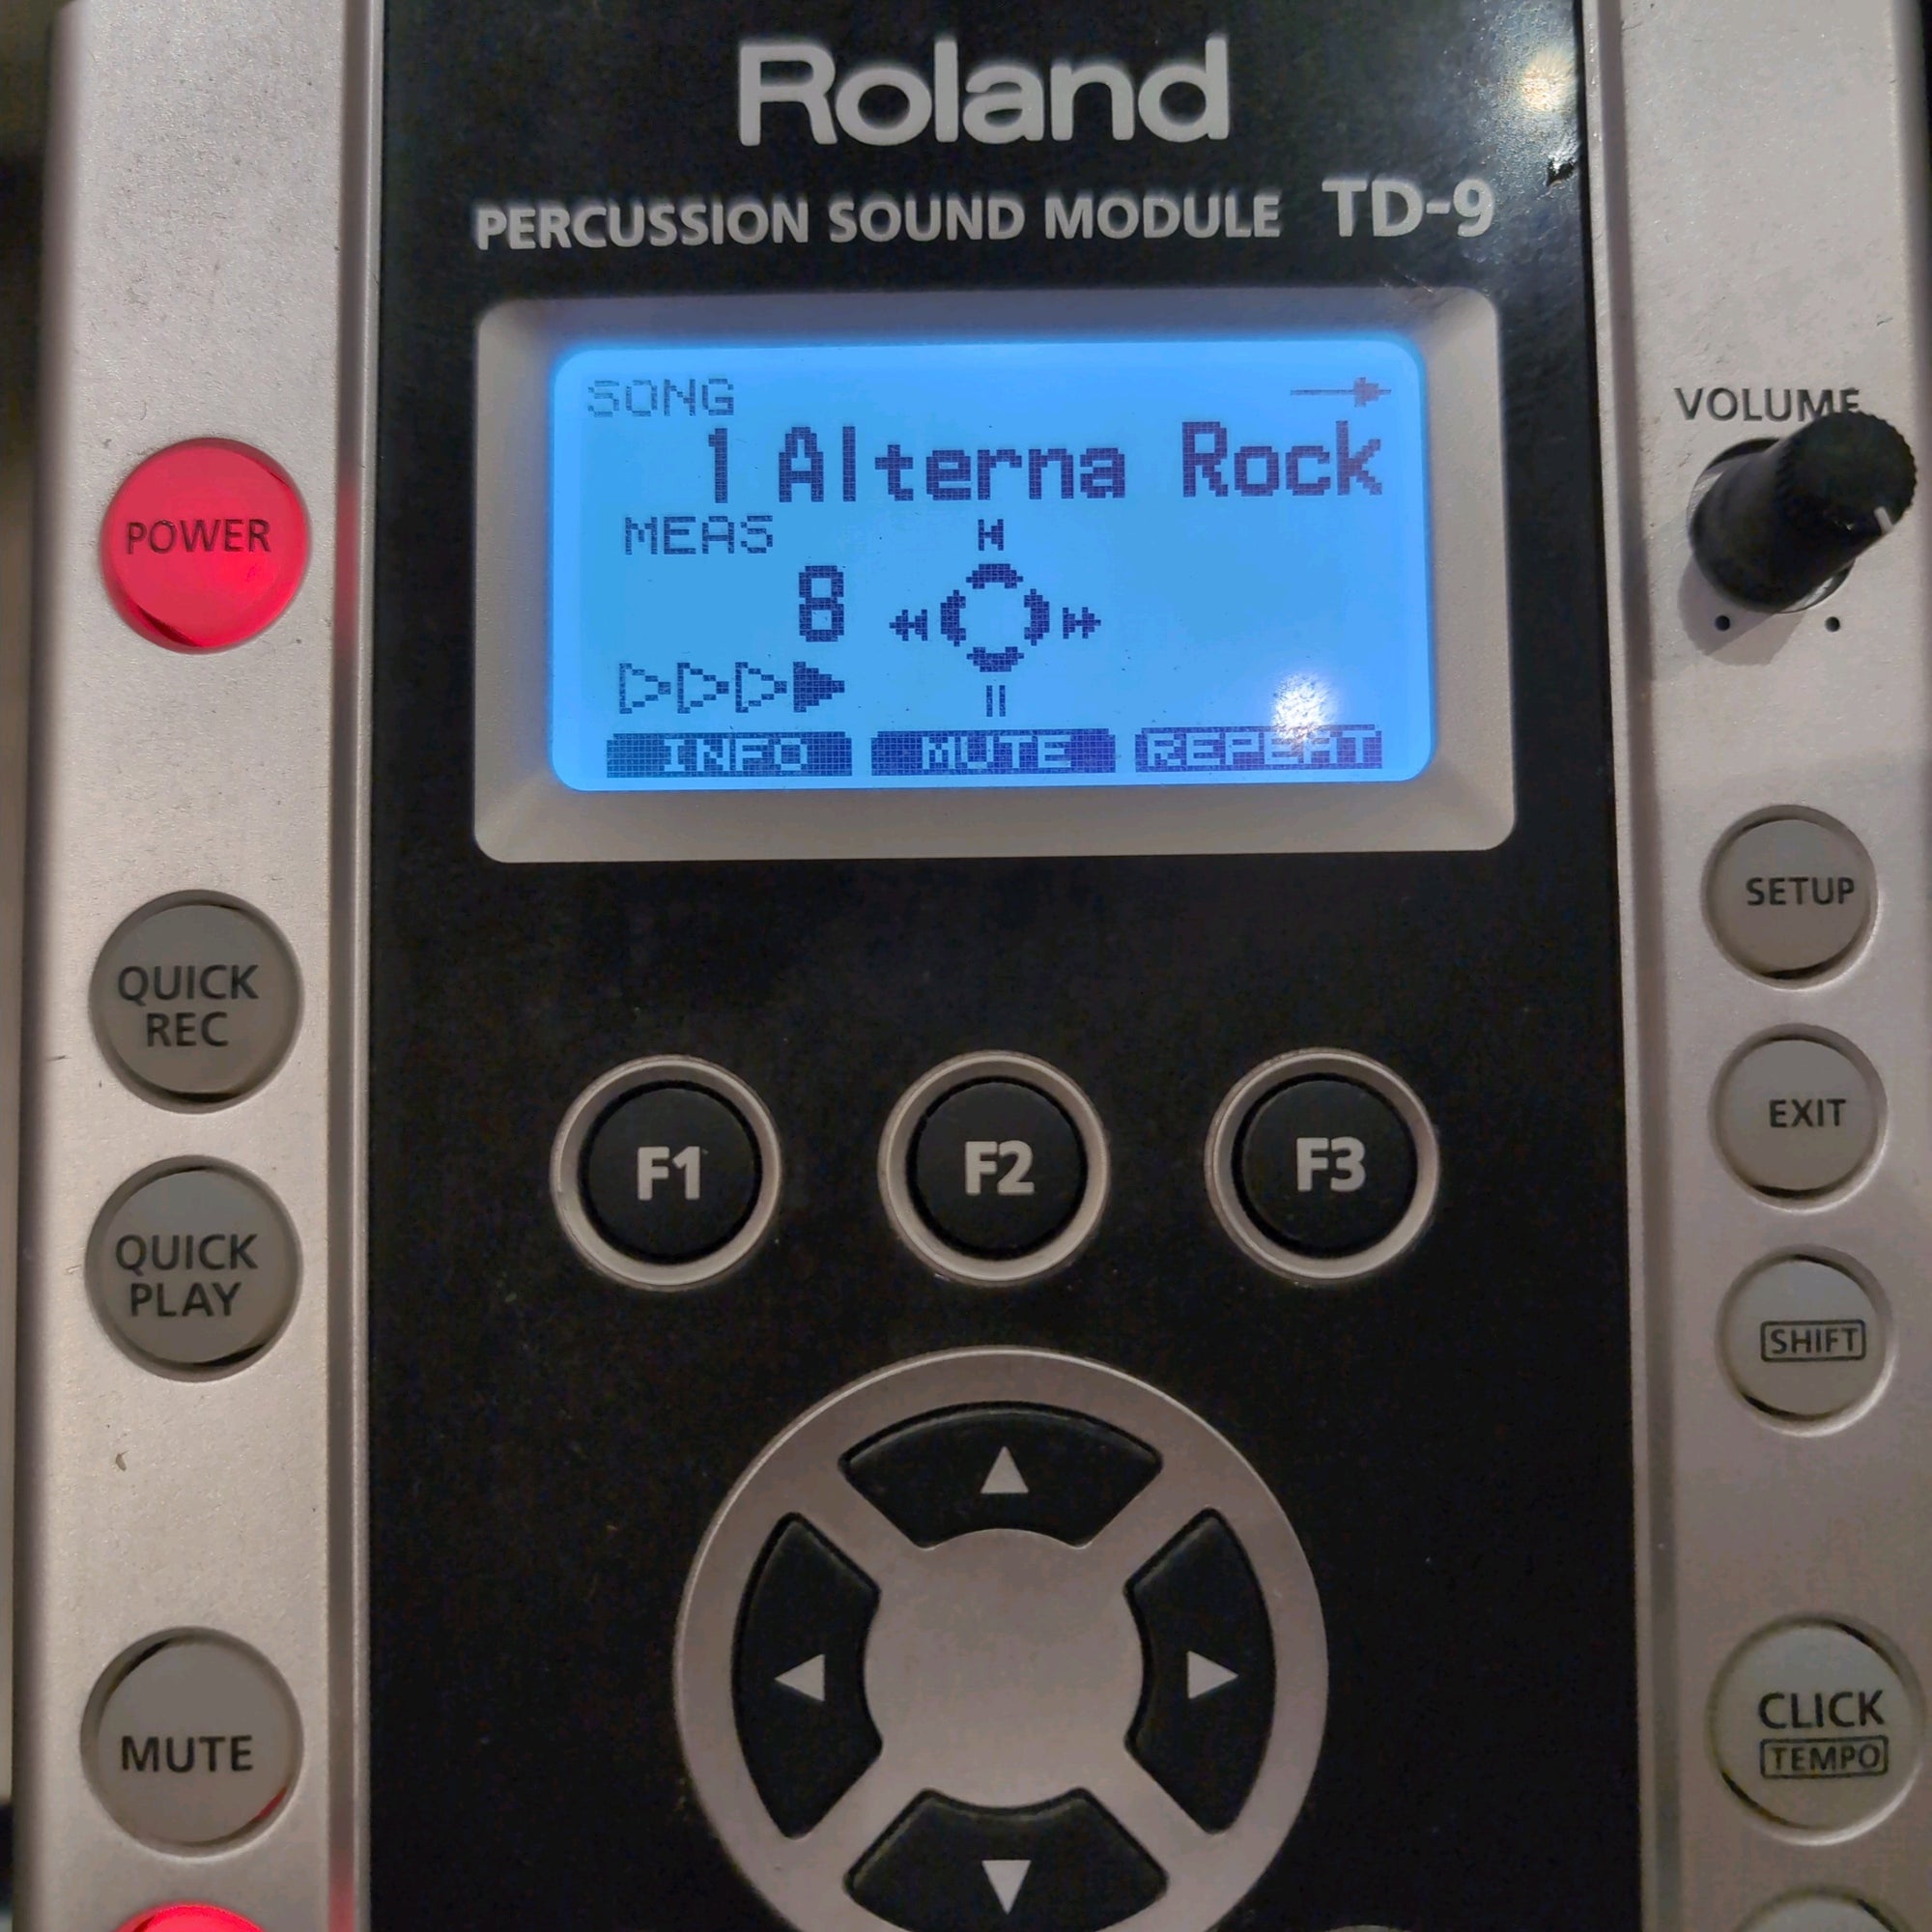 Roland
PERCUSSION SOUND MODULE TD-9
SONG
1 Alterna Rock
MEAS
8
INFO MUTE REPEAT
VOLUME
POWER
SETUP
QUICK
REC
EXIT
F1 F2 F3
QUICK
PLAY
SHIFT
MUTE
CLICK
TEMPO